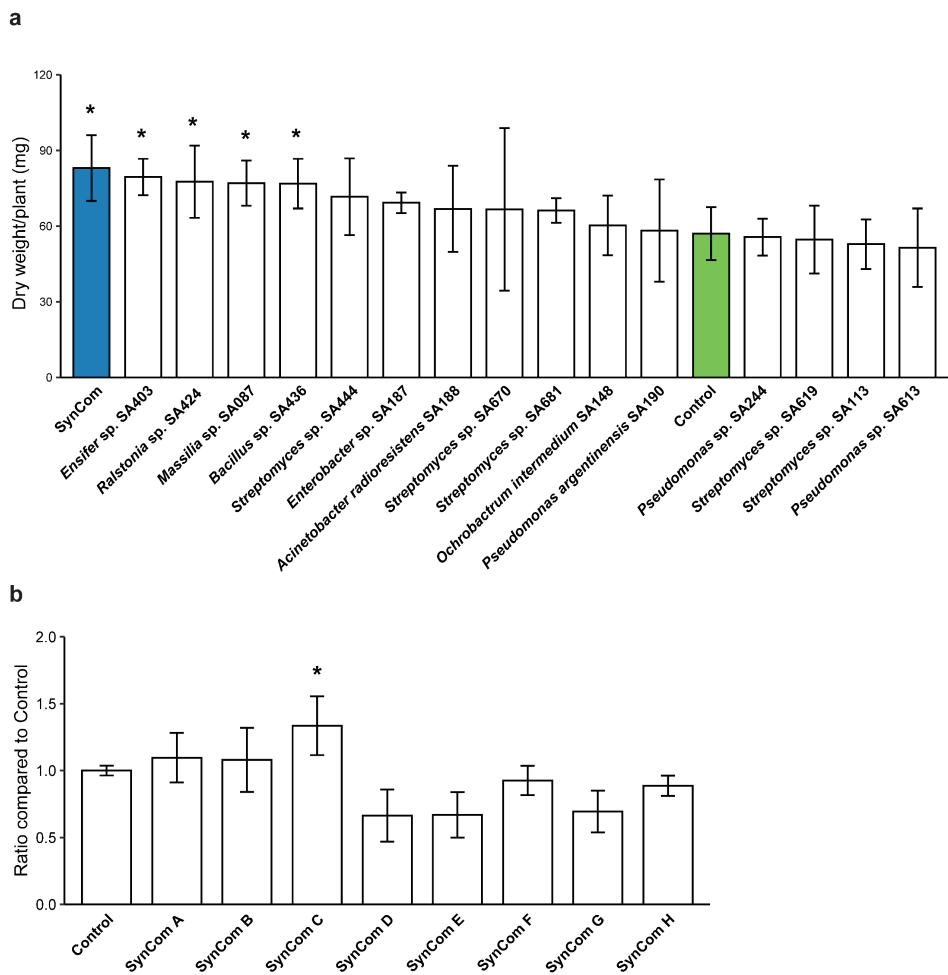 a
Dry weight/plant (mg)
120
90
60
30
0
*
*
*
*
*
SynCom
Ensifer sp. SA403
Ralstonia sp. SA424
Massilia sp. SA087
Bacillus sp. SA436
Streptomyces sp. SA444
Enterobacter sp. SA187
Acinetobacter radioresistens SA188
Streptomyces sp. SA670
Streptomyces sp. SA681
Ochrobactrum intermedium SA148
Pseudomonas argentinensis SA190
Control
Pseudomonas sp. SA244
Streptomyces sp. SA619
Streptomyces sp. SA113
Pseudomonas sp. SA613
b
Ratio compared to Control
2.0
1.5
1.0
0.5
0.0
*
Control
SynCom A
SynCom B
SynCom C
SynCom D
SynCom E
SynCom F
SynCom G
SynCom H